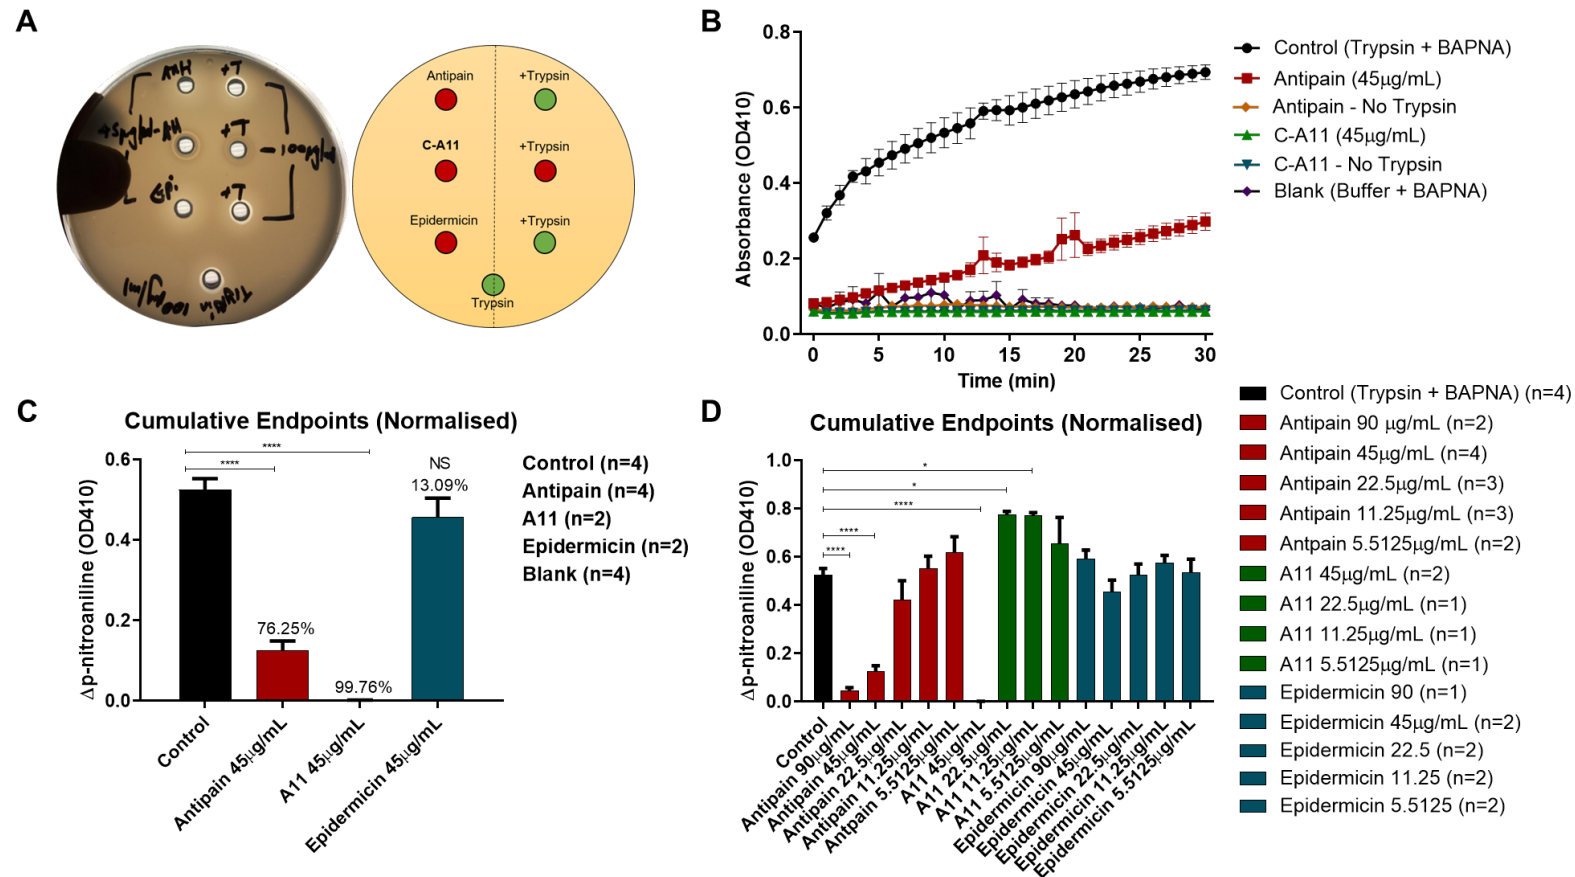 A
+T
+T
+T
Trypsin 100µg/ml
Antipain
+Trypsin
C-A11
+Trypsin
Epidermicin
+Trypsin
Trypsin
B
0.8
0.6
0.4
0.2
0.0
Absorbance (OD410)
0 5 10 15 20 25 30
Time (min)
Control (Trypsin + BAPNA)
Antipain (45µg/mL)
Antipain - No Trypsin
C-A11 (45µg/mL)
C-A11 - No Trypsin
Blank (Buffer + BAPNA)
C
Cumulative Endpoints (Normalised)
0.6
0.4
0.2
0.0
Δp-nitroaniline (OD410)
****
****
76.25%
99.76%
NS
13.09%
Control
Antipain 45µg/mL
A11 45µg/mL
Epidermicin 45µg/mL
Control (n=4)
Antipain (n=4)
A11 (n=2)
Epidermicin (n=2)
Blank (n=4)
D
Cumulative Endpoints (Normalised)
1.0
0.8
0.6
0.4
0.2
0.0
Δp-nitroaniline (OD410)
*
*
****
****
****
Control
Antipain 90µg/mL
Antipain 45µg/mL
Antipain 22.5µg/mL
Antipain 11.25µg/mL
Antpain 5.5125µg/mL
A11 45µg/mL
A11 22.5µg/mL
A11 11.25µg/mL
A11 5.5125µg/mL
Epidermicin 90µg/mL
Epidermicin 45µg/mL
Epidermicin 22.5µg/mL
Epidermicin 11.25µg/mL
Epidermicin 5.5125µg/mL
Control (Trypsin + BAPNA) (n=4)
Antipain 90 µg/mL (n=2)
Antipain 45µg/mL (n=4)
Antipain 22.5µg/mL (n=3)
Antipain 11.25µg/mL (n=3)
Antpain 5.5125µg/mL (n=2)
A11 45µg/mL (n=2)
A11 22.5µg/mL (n=1)
A11 11.25µg/mL (n=1)
A11 5.5125µg/mL (n=1)
Epidermicin 90 (n=1)
Epidermicin 45µg/mL (n=2)
Epidermicin 22.5 (n=2)
Epidermicin 11.25 (n=2)
Epidermicin 5.5125 (n=2)